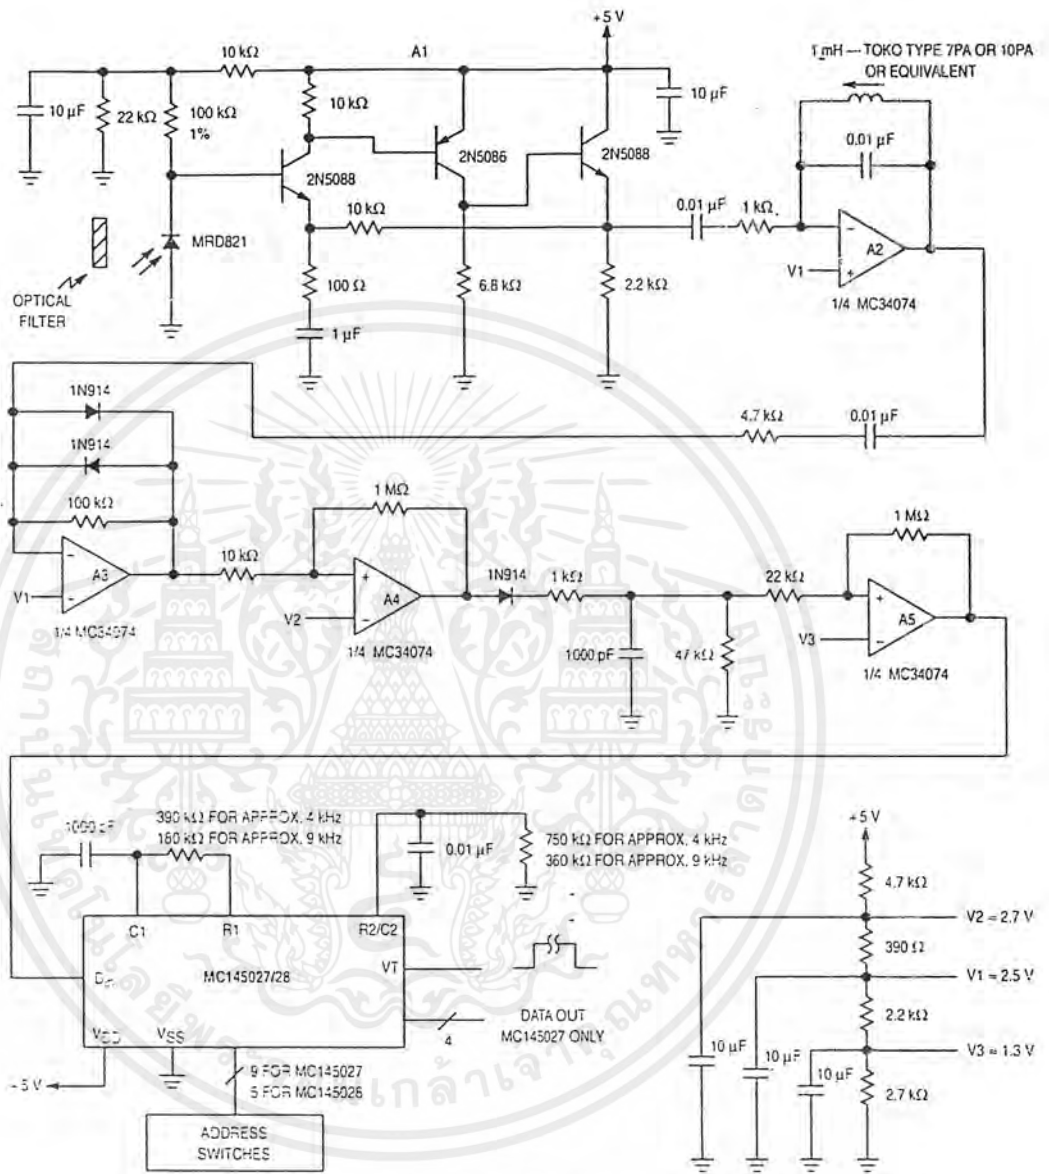 +5 V
A1
10 kΩ
1 mH — TOKO TYPE 7PA OR 10PA
OR EQUIVALENT
10 µF
22 kΩ
100 kΩ
1%
10 kΩ
10 µF
0.01 µF
2N5088
2N5086
2N5088
10 kΩ
0.01 µF
1 kΩ
MRD821
A2
V1
1/4 MC34074
OPTICAL
FILTER
100 Ω
6.8 kΩ
2.2 kΩ
1 µF
1N914
4.7 kΩ
0.01 µF
1N914
100 kΩ
1 MΩ
1 MΩ
A3
V1
1/4 MC34074
10 kΩ
A4
V2
1/4 MC34074
1N914
1 kΩ
22 kΩ
1000 pF
47 kΩ
A5
V3
1/4 MC34074
1000 pF
390 kΩ FOR APPROX. 4 kHz
180 kΩ FOR APPROX. 9 kHz
0.01 µF
750 kΩ FOR APPROX. 4 kHz
360 kΩ FOR APPROX. 9 kHz
+5 V
4.7 kΩ
C1
R1
R2/C2
V2 = 2.7 V
390 Ω
MC145027/28
VT
V1 = 2.5 V
DATA OUT
MC145027 ONLY
4
2.2 kΩ
VDD
VSS
V3 = 1.3 V
+5 V
9 FOR MC145027
5 FOR MC145028
10 µF
10 µF
10 µF
2.7 kΩ
ADDRESS
SWITCHES